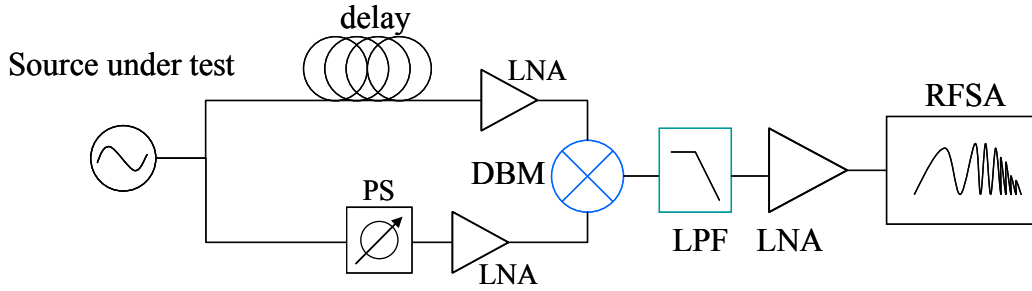 delay
Source under test
LNA
RFSA
DBM
PS
LNA
LPF
LNA